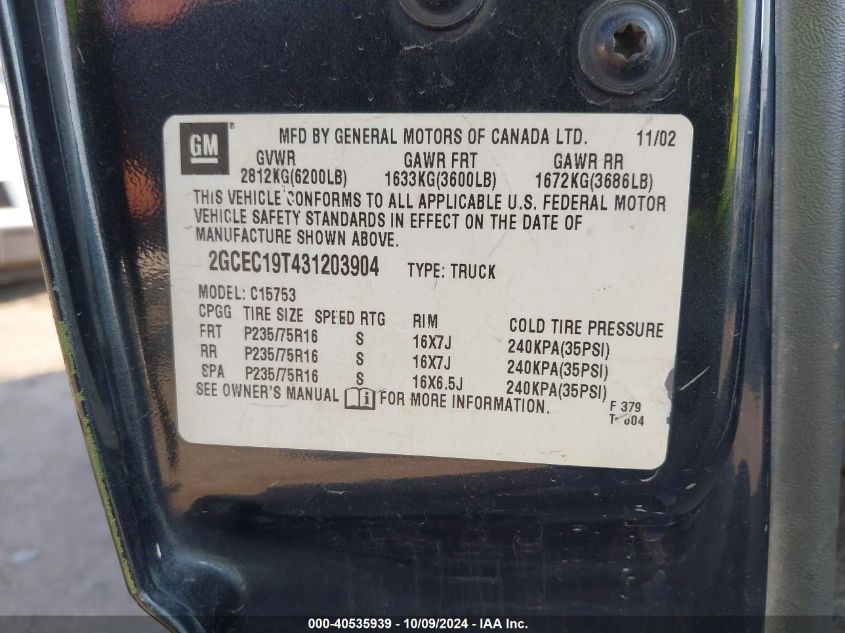 GM ® MFD BY GENERAL MOTORS OF CANADA LTD. 11/02
GVWR GAWR FRT GAWR RR
2812KG(6200LB) 1633KG(3600LB) 1672KG(3686LB)
THIS VEHICLE CONFORMS TO ALL APPLICABLE U.S. FEDERAL MOTOR
VEHICLE SAFETY STANDARDS IN EFFECT ON THE DATE OF
MANUFACTURE SHOWN ABOVE.
2GCEC19T431203904 TYPE: TRUCK
MODEL: C15753
CPGG TIRE SIZE SPEED RTG RIM COLD TIRE PRESSURE
FRT P235/75R16 S 16X7J 240KPA(35PSI)
RR P235/75R16 S 16X7J 240KPA(35PSI)
SPA P235/75R16 S 16X6.5J 240KPA(35PSI)
SEE OWNER'S MANUAL i FOR MORE INFORMATION.
F 379
000-40535939 / 10/09/2024 - IAA Inc.